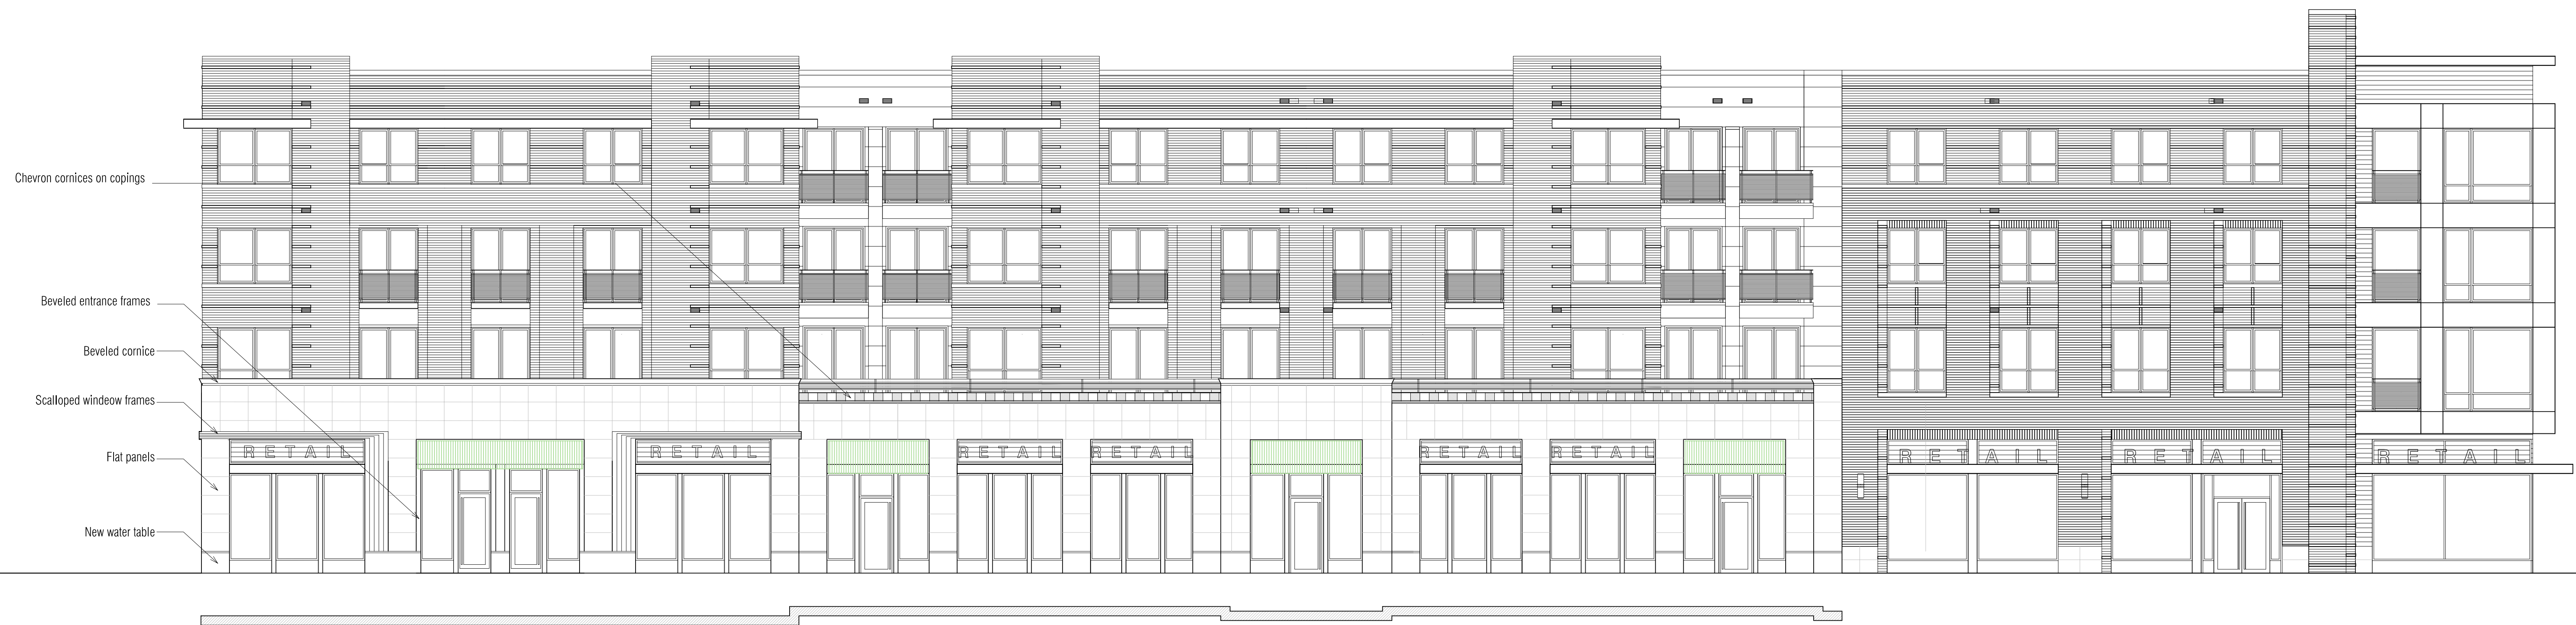 Chevron cornices on copings
Beveled entrance frames
Beveled cornice
Scalloped windeow frames
Flat panels
New water table
RETAIL
RETAIL
RETAIL
RETAIL
RETAIL
RETAIL
RETAIL
RETAIL
RETAIL